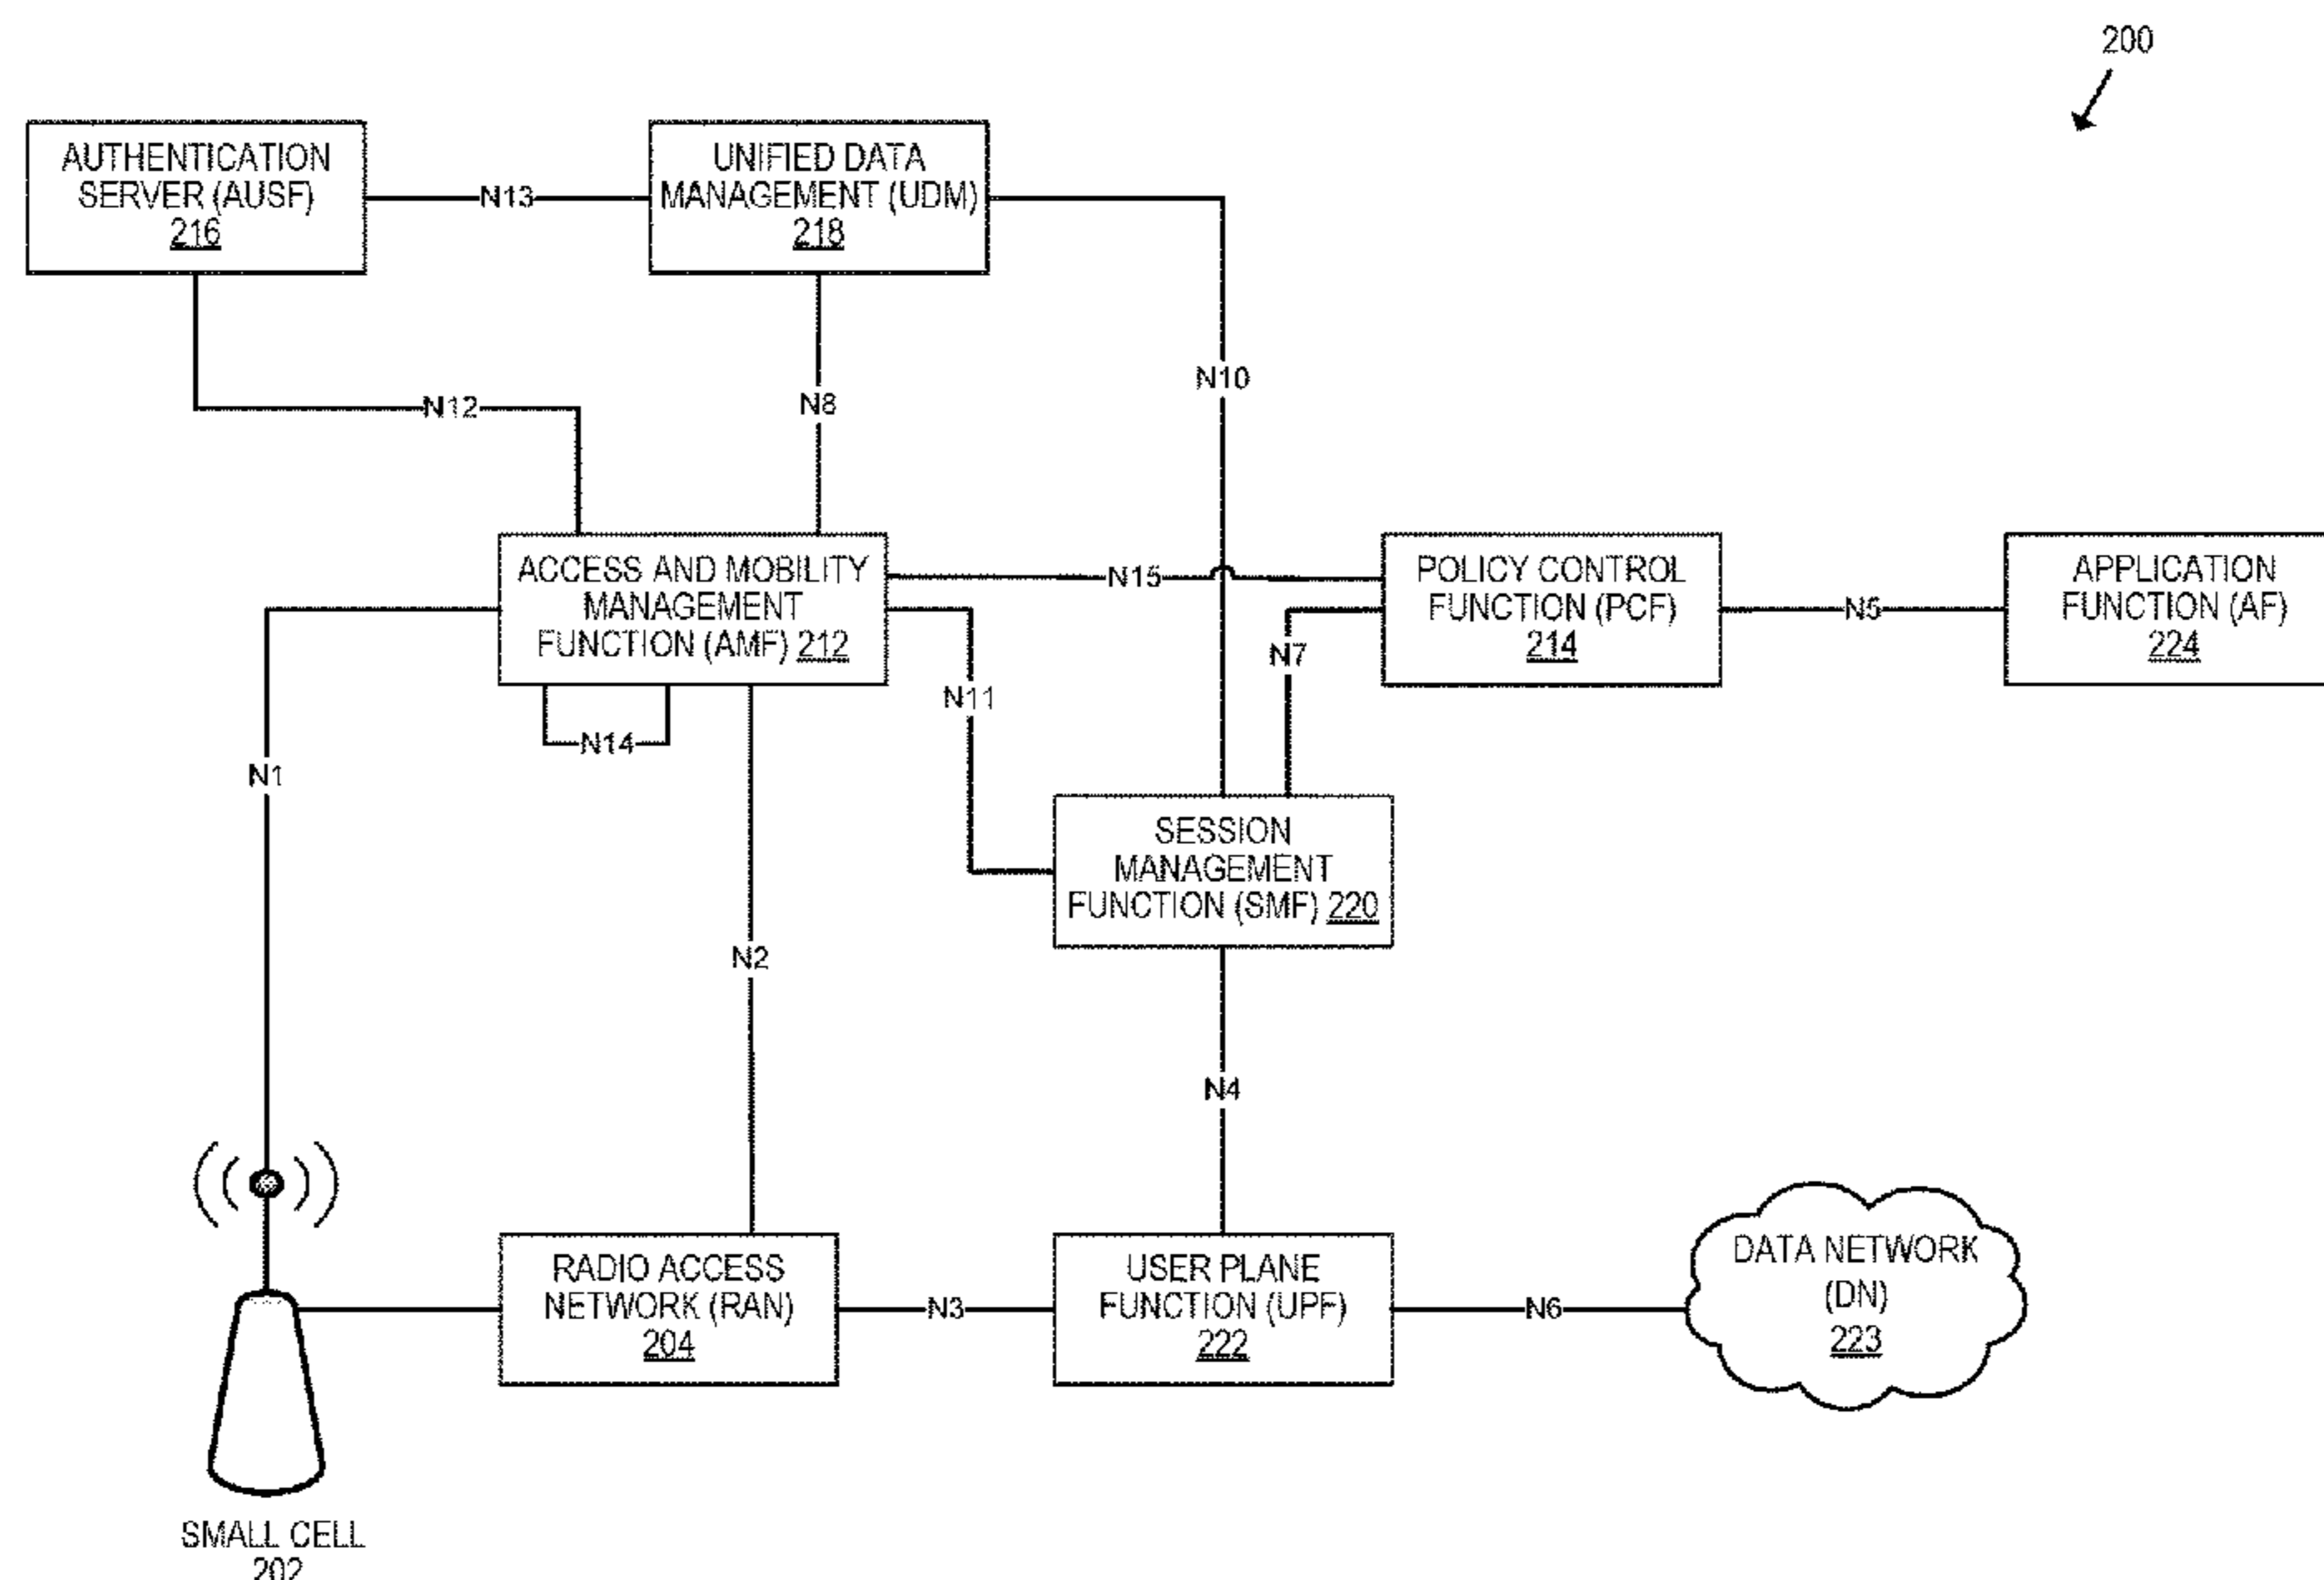 200
AUTHENTICATION
SERVER (AUSF)
216
N13
UNIFIED DATA
MANAGEMENT (UDM)
218
N12
N8
N10
ACCESS AND MOBILITY
MANAGEMENT
FUNCTION (AMF) 212
N15
POLICY CONTROL
FUNCTION (PCF)
214
N5
APPLICATION
FUNCTION (AF)
224
N7
N11
N14
N1
SESSION
MANAGEMENT
FUNCTION (SMF) 220
N2
N4
RADIO ACCESS
NETWORK (RAN)
204
N3
USER PLANE
FUNCTION (UPF)
222
N6
DATA NETWORK
(DN)
223
SMALL CELL
202